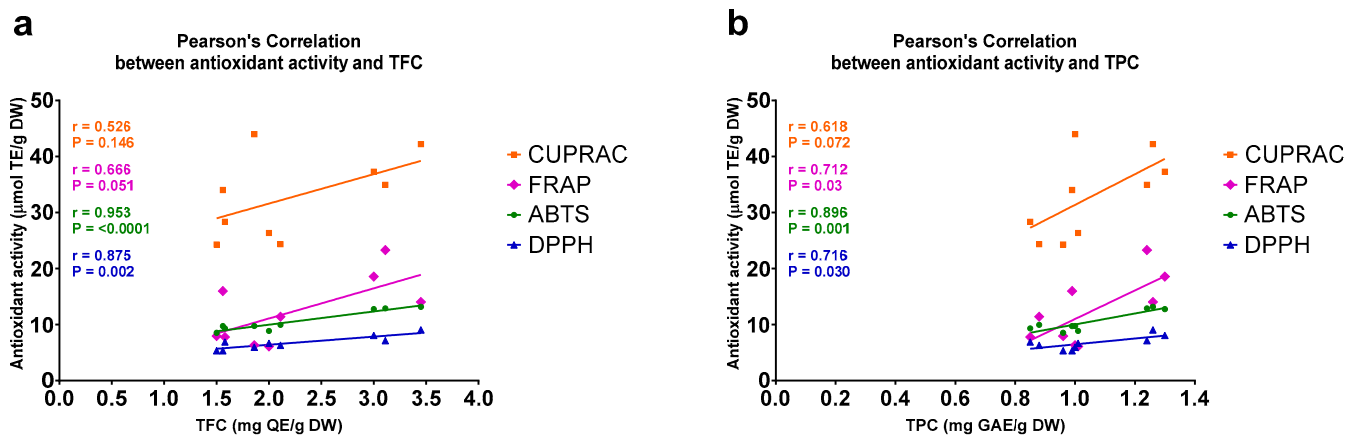 a
Pearson's Correlation
between antioxidant activity and TFC
Antioxidant activity (μmol TE/g DW)
50
40
30
20
10
0
r = 0.526
P = 0.146
r = 0.666
P = 0.051
r = 0.953
P = <0.0001
r = 0.875
P = 0.002
0.0 0.5 1.0 1.5 2.0 2.5 3.0 3.5 4.0
TFC (mg QE/g DW)
CUPRAC
FRAP
ABTS
DPPH
b
Pearson's Correlation
between antioxidant activity and TPC
Antioxidant activity (μmol TE/g DW)
50
40
30
20
10
0
r = 0.618
P = 0.072
r = 0.712
P = 0.03
r = 0.896
P = 0.001
r = 0.716
P = 0.030
0.0 0.2 0.4 0.6 0.8 1.0 1.2 1.4
TPC (mg GAE/g DW)
CUPRAC
FRAP
ABTS
DPPH